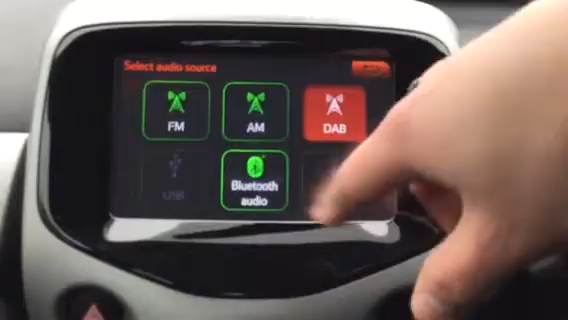 Select audio source
FM
AM
DAB
USB
Bluetooth
audio